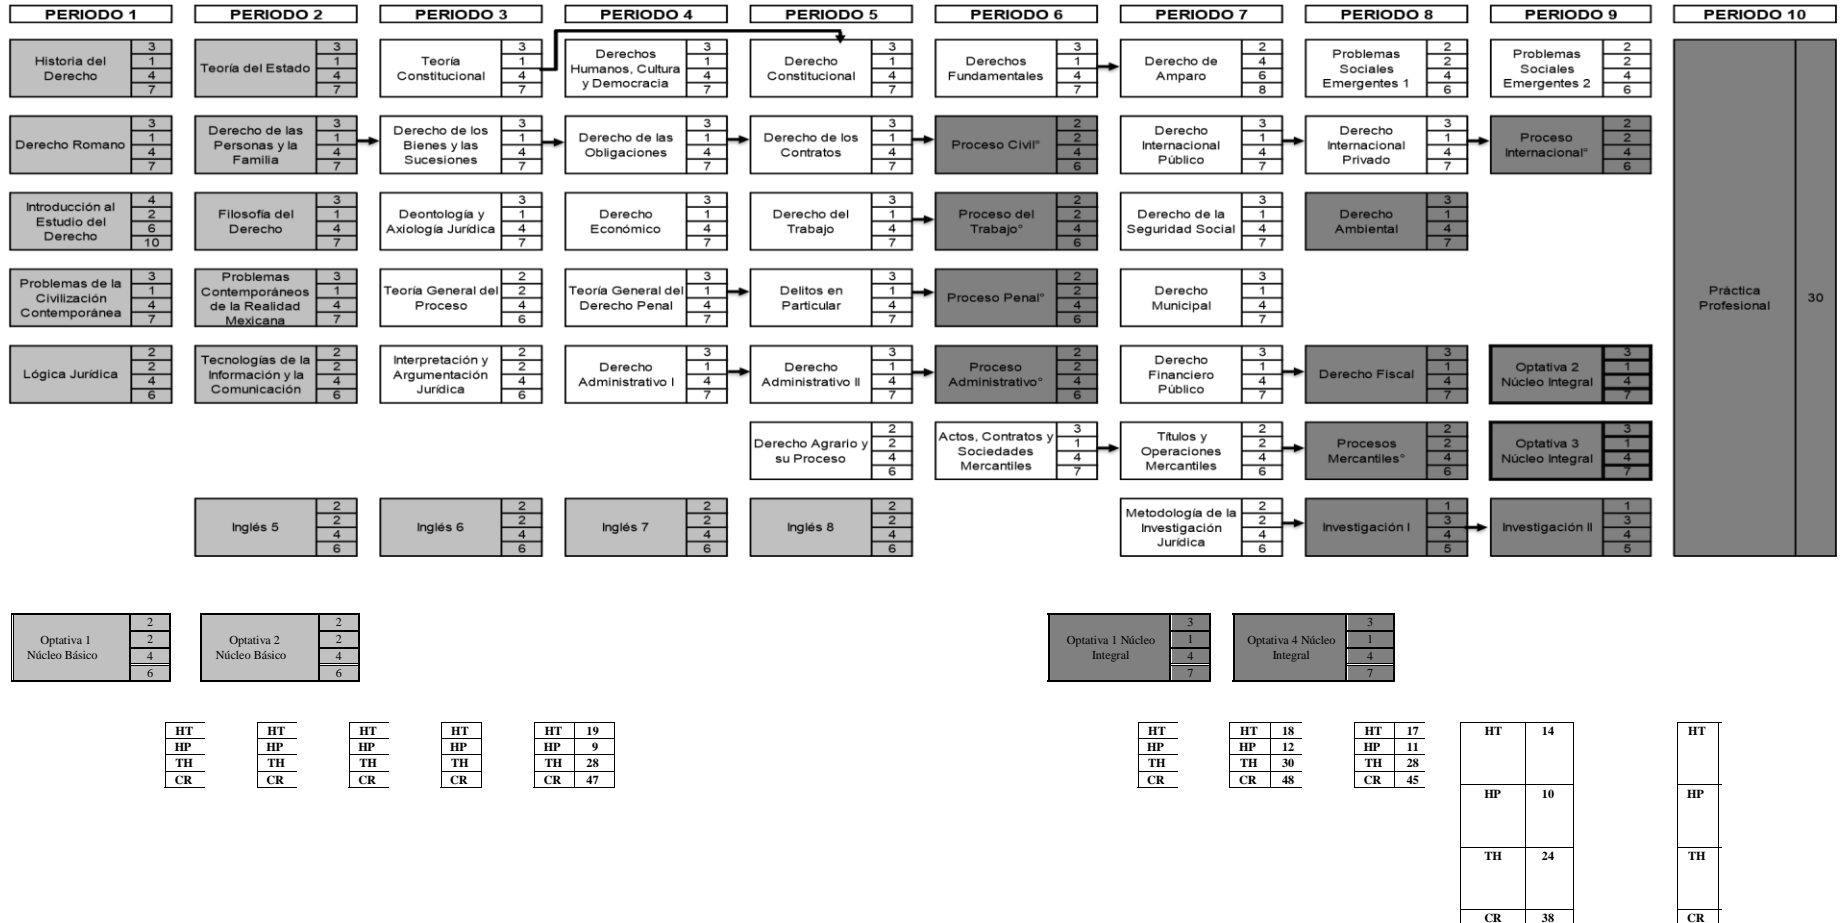 PERIODO 1
PERIODO 2
PERIODO 3
PERIODO 4
PERIODO 5
PERIODO 6
PERIODO 7
PERIODO 8
PERIODO 9
PERIODO 10
Historia del
Derecho
3
1
4
7
Teoría del Estado
3
1
4
7
Teoría
Constitucional
3
1
4
7
Derechos
Humanos, Cultura
y Democracia
3
1
4
7
Derecho
Constitucional
3
1
4
7
Derechos
Fundamentales
3
1
4
7
Derecho de
Amparo
2
4
6
8
Problemas
Sociales
Emergentes 1
2
2
4
6
Problemas
Sociales
Emergentes 2
2
2
4
6
Derecho Romano
3
1
4
7
Derecho de las
Personas y la
Familia
3
1
4
7
Derecho de los
Bienes y las
Sucesiones
3
1
4
7
Derecho de las
Obligaciones
3
1
4
7
Derecho de los
Contratos
3
1
4
7
Proceso Civil°
2
2
4
6
Derecho
Internacional
Público
3
1
4
7
Derecho
Internacional
Privado
3
1
4
7
Proceso
Internacional°
2
2
4
6
Introducción al
Estudio del
Derecho
4
2
6
10
Filosofía del
Derecho
3
1
4
7
Deontología y
Axiología Jurídica
3
1
4
7
Derecho
Económico
3
1
4
7
Derecho del
Trabajo
3
1
4
7
Proceso del
Trabajo°
2
2
4
6
Derecho de la
Seguridad Social
3
1
4
7
Derecho
Ambiental
3
1
4
7
Problemas de la
Civilización
Contemporánea
3
1
4
7
Problemas
Contemporáneos
de la Realidad
Mexicana
3
1
4
7
Teoría General del
Proceso
2
2
4
6
Teoría General del
Derecho Penal
3
1
4
7
Delitos en
Particular
3
1
4
7
Proceso Penal°
2
2
4
6
Derecho
Municipal
3
1
4
7
Práctica
Profesional
30
Lógica Jurídica
2
2
4
6
Tecnologías de la
Información y la
Comunicación
2
2
4
6
Interpretación y
Argumentación
Jurídica
2
2
4
6
Derecho
Administrativo I
3
1
4
7
Derecho
Administrativo II
3
1
4
7
Proceso
Administrativo°
2
2
4
6
Derecho
Financiero
Público
3
1
4
7
Derecho Fiscal
3
1
4
7
Optativa 2
Núcleo Integral
3
1
4
7
Derecho Agrario y
su Proceso
2
2
4
6
Actos, Contratos y
Sociedades
Mercantiles
3
1
4
7
Títulos y
Operaciones
Mercantiles
2
2
4
6
Procesos
Mercantiles°
2
2
4
6
Optativa 3
Núcleo Integral
3
1
4
7
Inglés 5
2
2
4
6
Inglés 6
2
2
4
6
Inglés 7
2
2
4
6
Inglés 8
2
2
4
6
Metodología de la
Investigación
Jurídica
2
2
4
6
Investigación I
1
3
4
5
Investigación II
1
3
4
5
Optativa 1
Núcleo Básico
2
2
4
6
Optativa 2
Núcleo Básico
2
2
4
6
Optativa 1 Núcleo
Integral
3
1
4
7
Optativa 4 Núcleo
Integral
3
1
4
7
HT
HP
TH
CR
HT
HP
TH
CR
HT
HP
TH
CR
HT
HP
TH
CR
HT 19
HP 9
TH 28
CR 47
HT
HP
TH
CR
HT 18
HP 12
TH 30
CR 48
HT 17
HP 11
TH 28
CR 45
HT 14
HP 10
TH 24
CR 38
HT
HP
TH
CR